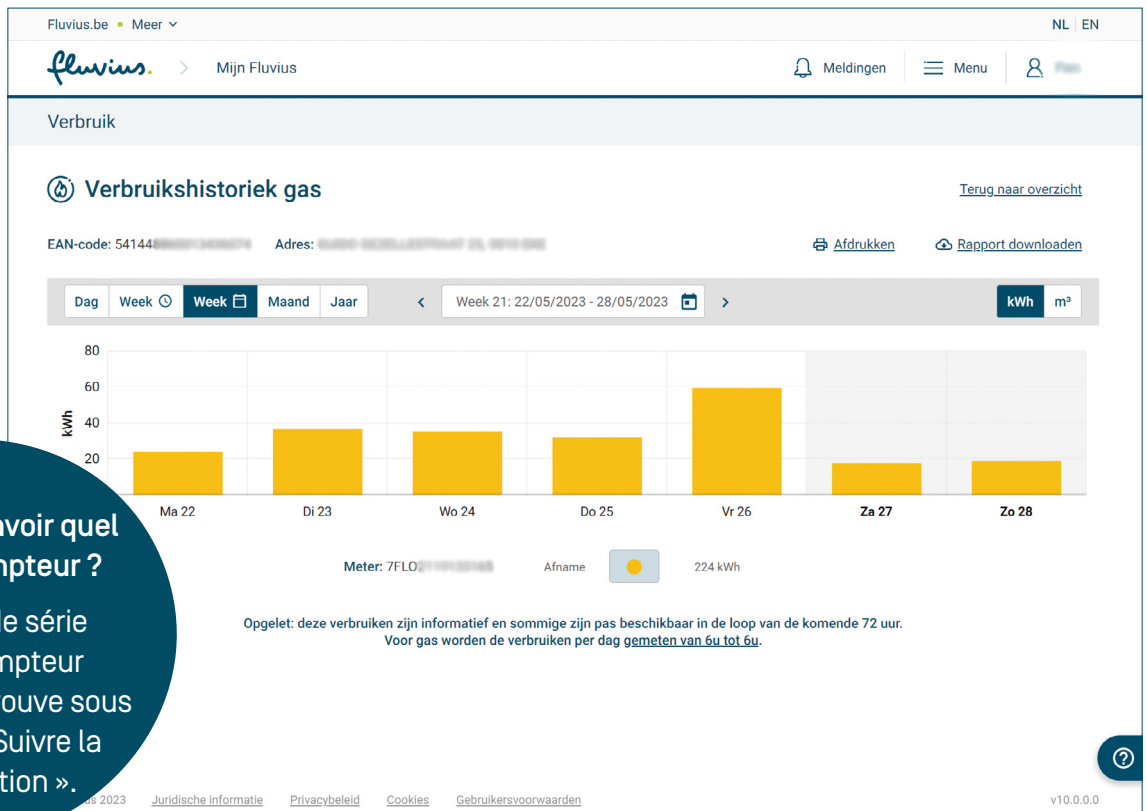 Fluvius.be • Meer
NL | EN
fluvius.
Mijn Fluvius
Meldingen
Menu
Verbruik
Verbruikshistoriek gas
Terug naar overzicht
EAN-code: 54144
Adres:
Afdrukken
Rapport downloaden
Dag Week Week Maand Jaar
Week 21: 22/05/2023 - 28/05/2023
kWh m³
80
60
40
20
kWh
Ma 22 Di 23 Wo 24 Do 25 Vr 26 Za 27 Zo 28
Meter: 7FLO
Afname
224 kWh
Opgelet: deze verbruiken zijn informatief en sommige zijn pas beschikbaar in de loop van de komende 72 uur.
Voor gas worden de verbruiken per dag gemeten van 6u tot 6u.
avoir quel
mpteur ?
de série
mpteur
rouve sous
Suivre la
tion ».
2023 Juridische informatie Privacybeleid Cookies Gebruikersvoorwaarden
v10.0.0.0